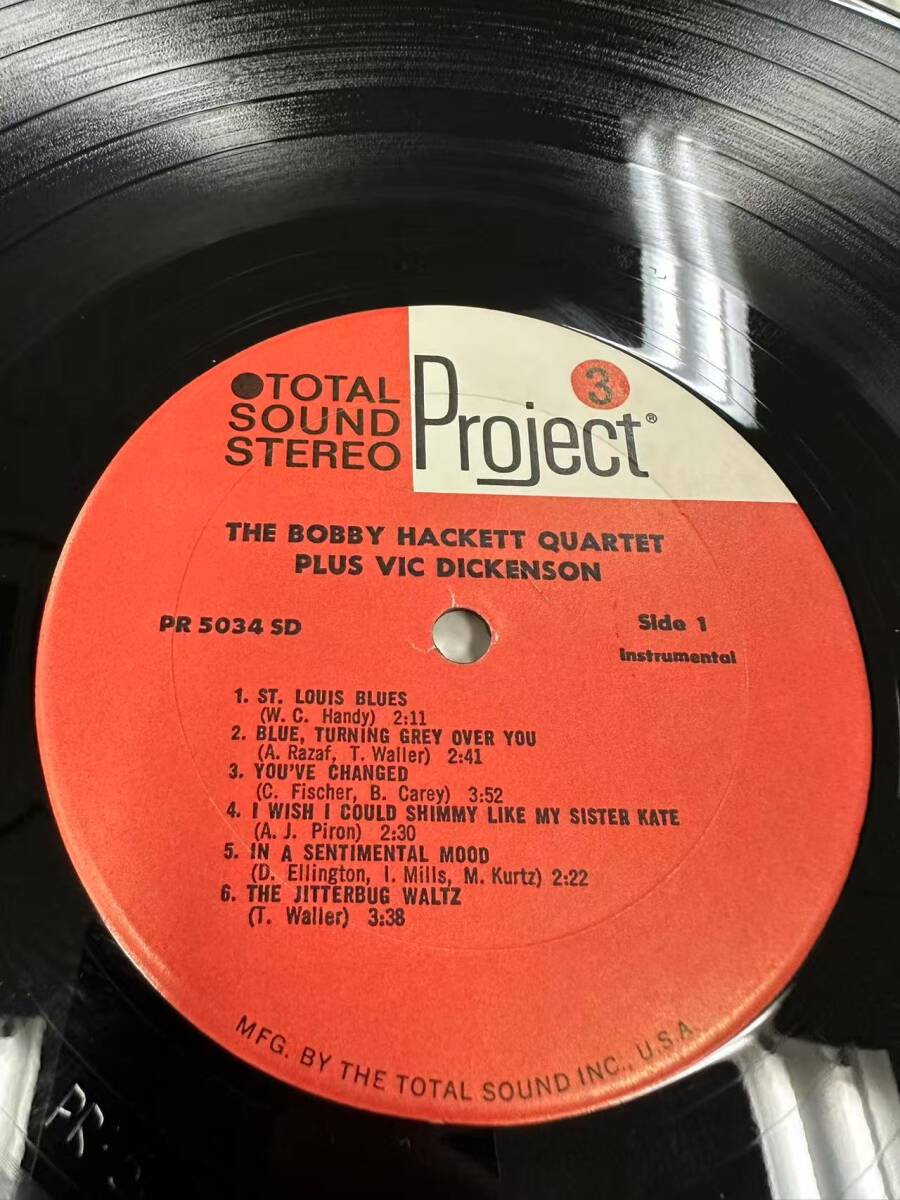 ●TOTAL
SOUND
STEREO
3
Project®
THE BOBBY HACKETT QUARTET
PLUS VIC DICKENSON
PR 5034 SD
Side 1
Instrumental
1. ST. LOUIS BLUES
(W. C. Handy) 2:11
2. BLUE, TURNING GREY OVER YOU
(A. Razaf, T. Waller) 2:41
3. YOU'VE CHANGED
(C. Fischer, B. Carey) 3:52
4. I WISH I COULD SHIMMY LIKE MY SISTER KATE
(A. J. Piron) 2:30
5. IN A SENTIMENTAL MOOD
(D. Ellington, I. Mills, M. Kurtz) 2:22
6. THE JITTERBUG WALTZ
(T. Waller) 3:38
MFG. BY THE TOTAL SOUND INC., U.S.A.
PR